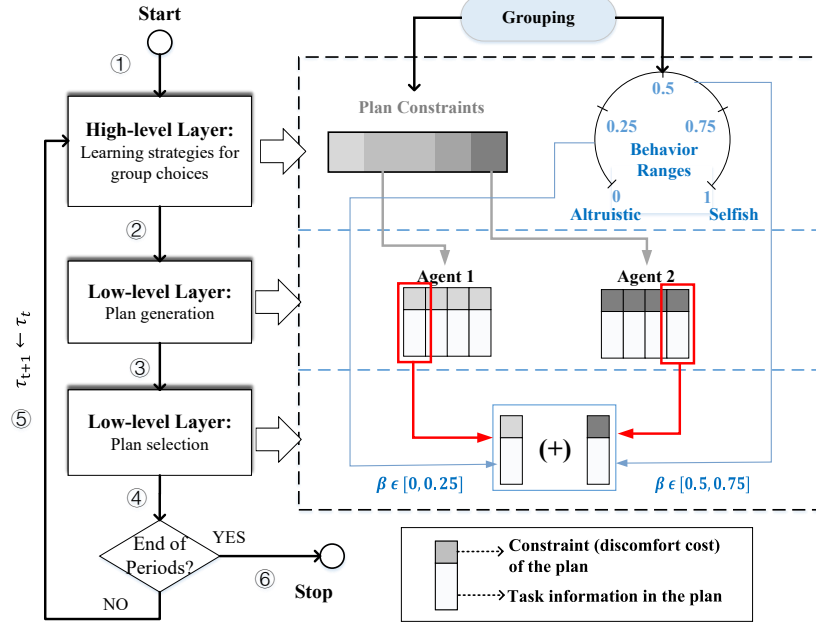 Start
①
High-level Layer:
Learning strategies for
group choices
②
Low-level Layer:
Plan generation
③
Low-level Layer:
Plan selection
④
End of
Periods?
YES
⑥
Stop
NO
⑤
τt+1 ← τt
Grouping
Plan Constraints
0.5
0.25
0.75
Behavior
Ranges
0
1
Altruistic
Selfish
Agent 1
Agent 2
(+)
β ϵ [0, 0.25]
β ϵ [0.5, 0.75]
Constraint (discomfort cost)
of the plan
Task information in the plan